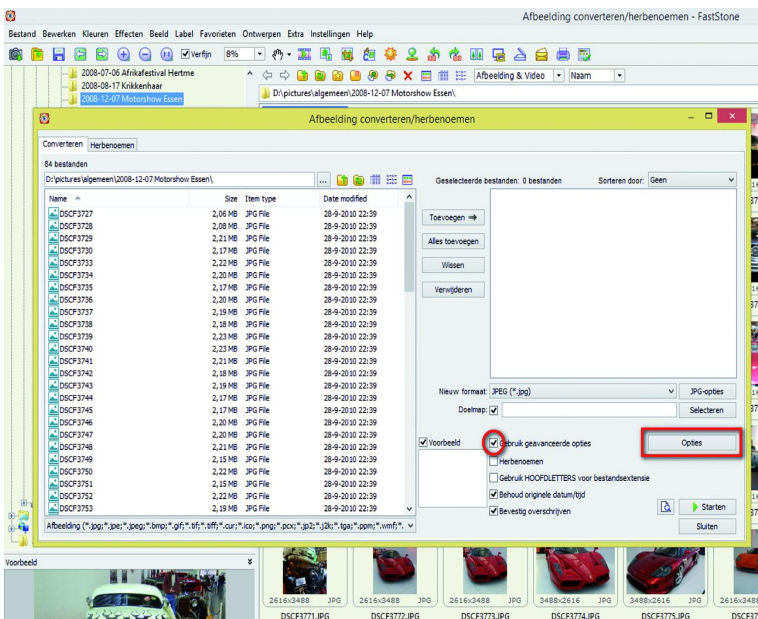 Afbeelding converteren/herbenoemen - FastStone
Bestand Bewerken Kleuren Effecten Beeld Label Favorieten Ontwerpen Extra Instellingen Help
Verfijn 8% Afbeelding & Video Naam
2008-07-06 Afrikafestival Hertme
2008-08-17 Krikkenhaar
2008-12-07 Motorshow Essen
D:\pictures\algemeen\2008-12-07 Motorshow Essen\
Afbeelding converteren/herbenoemen
Converteren Herbenoemen
84 bestanden
D:\pictures\algemeen\2008-12-07 Motorshow Essen\ ...
Geselecteerde bestanden: 0 bestanden Sorteren door: Geen
Name Size Item type Date modified
DSCF3727 2,06 MB JPG File 28-9-2010 22:39
DSCF3728 2,08 MB JPG File 28-9-2010 22:39
DSCF3729 2,21 MB JPG File 28-9-2010 22:39
DSCF3730 2,17 MB JPG File 28-9-2010 22:39
DSCF3733 2,22 MB JPG File 28-9-2010 22:39
DSCF3734 2,20 MB JPG File 28-9-2010 22:39
DSCF3735 2,17 MB JPG File 28-9-2010 22:39
DSCF3736 2,20 MB JPG File 28-9-2010 22:39
DSCF3737 2,19 MB JPG File 28-9-2010 22:39
DSCF3738 2,18 MB JPG File 28-9-2010 22:39
DSCF3739 2,23 MB JPG File 28-9-2010 22:39
DSCF3740 2,23 MB JPG File 28-9-2010 22:39
DSCF3741 2,21 MB JPG File 28-9-2010 22:39
DSCF3742 2,18 MB JPG File 28-9-2010 22:39
DSCF3743 2,19 MB JPG File 28-9-2010 22:39
DSCF3744 2,17 MB JPG File 28-9-2010 22:39
DSCF3745 2,17 MB JPG File 28-9-2010 22:39
DSCF3746 2,20 MB JPG File 28-9-2010 22:39
DSCF3747 2,20 MB JPG File 28-9-2010 22:39
DSCF3748 2,21 MB JPG File 28-9-2010 22:39
DSCF3749 2,15 MB JPG File 28-9-2010 22:39
DSCF3750 2,22 MB JPG File 28-9-2010 22:39
DSCF3751 2,15 MB JPG File 28-9-2010 22:39
DSCF3752 2,22 MB JPG File 28-9-2010 22:39
DSCF3753 2,19 MB JPG File 28-9-2010 22:39
Afbeelding (*.jpg;*.jpe;*.jpeg;*.bmp;*.gif;*.tif;*.tiff;*.cur;*.ico;*.png;*.pcx;*.jp2;*.j2k;*.tga;*.ppm;*.wmf;*.
Toevoegen
Alles toevoegen
Wissen
Verwijderen
Nieuw formaat: JPEG (*.jpg) JPG-opties
Doelmap: Selecteren
Voorbeeld Gebruik geavanceerde opties Opties
Herbenoemen
Gebruik HOOFDLETTERS voor bestandsextensie
Behoud originele datum/tijd
Bevestig overschrijven Starten
Sluiten
Voorbeeld
2616x3488 JPG 2616x3488 JPG 2616x3488 JPG 3488x2616 JPG 3488x2616 JPG
DSCF3771.JPG DSCF3772.JPG DSCF3773.JPG DSCF3774.JPG DSCF3775.JPG